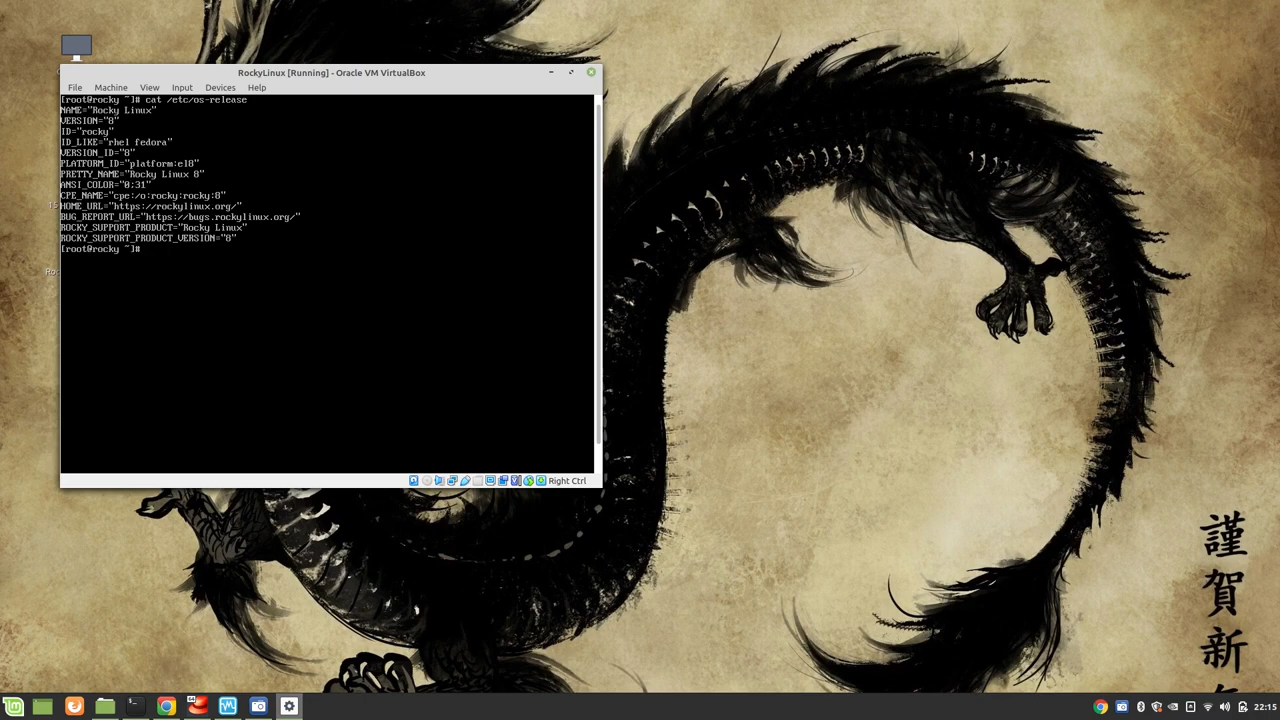 RockyLinux [Running] - Oracle VM VirtualBox
File Machine View Input Devices Help
[root@rocky ~]# cat /etc/os-release
NAME="Rocky Linux"
VERSION="8"
ID="rocky"
ID_LIKE="rhel fedora"
VERSION_ID="8"
PLATFORM_ID="platform:el8"
PRETTY_NAME="Rocky Linux 8"
ANSI_COLOR="0;31"
CPE_NAME="cpe:/o:rocky:rocky:8"
HOME_URL="https://rockylinux.org/"
BUG_REPORT_URL="https://bugs.rockylinux.org/"
ROCKY_SUPPORT_PRODUCT="Rocky Linux"
ROCKY_SUPPORT_PRODUCT_VERSION="8"
[root@rocky ~]#
Right Ctrl
謹賀新
22:15